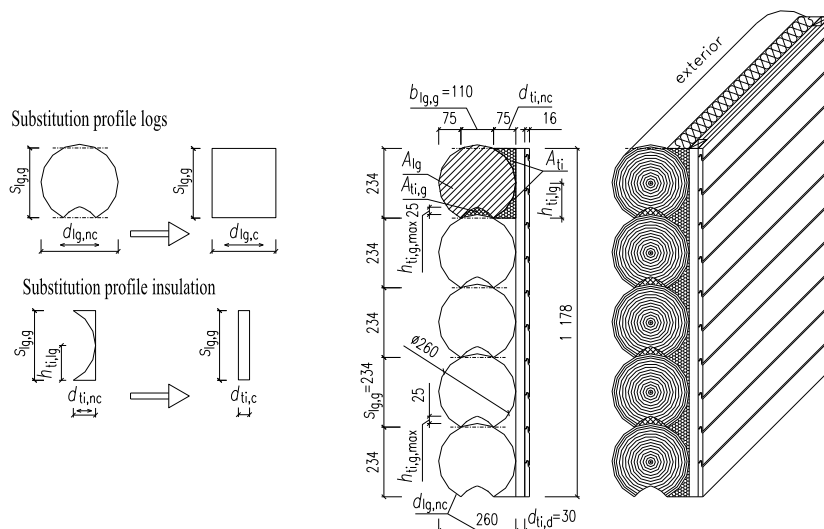 Substitution profile logs
s_lg,g
s_lg,g
d_lg,nc
d_lg,c
Substitution profile insulation
s_lg,g
h_ti,lg
s_lg,g
d_ti,nc
d_ti,c
b_lg,g=110
d_ti,nc
75
75
16
A_lg
A_ti
A_ti,g
h_ti,lg
25
h_ti,g,max
234
234
234
s_lg,g=234
234
ø260
25
h_ti,g,max
1 178
d_lg,nc
260
d_ti,d=30
exterior